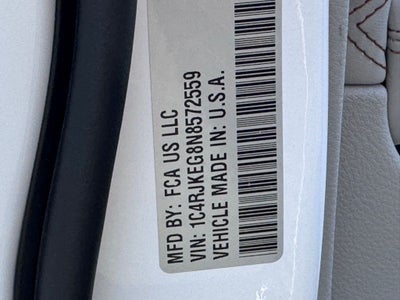 MFD BY: FCA US LLC
VIN: 1C4RJKEG8N8572559
VEHICLE MADE IN: U.S.A.